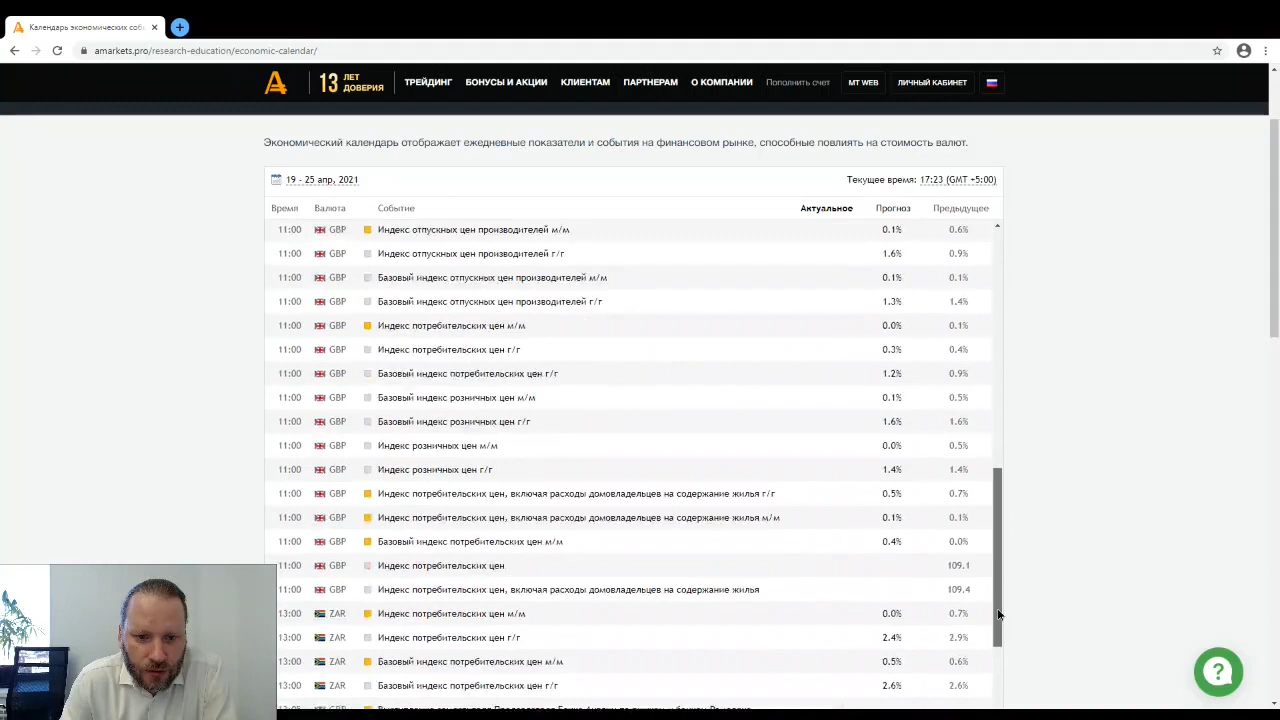 Календарь экономических собы
amarkets.pro/research-education/economic-calendar/
13 ЛЕТ ДОВЕРИЯ ТРЕЙДИНГ БОНУСЫ И АКЦИИ КЛИЕНТАМ ПАРТНЕРАМ О КОМПАНИИ Пополнить счет MT WEB ЛИЧНЫЙ КАБИНЕТ
Экономический календарь отображает ежедневные показатели и события на финансовом рынке, способные повлиять на стоимость валют.
19 - 25 апр, 2021 Текущее время: 17:23 (GMT +5:00)
Время Валюта Событие Актуальное Прогноз Предыдущее
11:00 GBP Индекс отпускных цен производителей м/м 0.1% 0.6%
11:00 GBP Индекс отпускных цен производителей г/г 1.6% 0.9%
11:00 GBP Базовый индекс отпускных цен производителей м/м 0.1% 0.1%
11:00 GBP Базовый индекс отпускных цен производителей г/г 1.3% 1.4%
11:00 GBP Индекс потребительских цен м/м 0.0% 0.1%
11:00 GBP Индекс потребительских цен г/г 0.3% 0.4%
11:00 GBP Базовый индекс потребительских цен г/г 1.2% 0.9%
11:00 GBP Базовый индекс розничных цен м/м 0.1% 0.5%
11:00 GBP Базовый индекс розничных цен г/г 1.6% 1.6%
11:00 GBP Индекс розничных цен м/м 0.0% 0.5%
11:00 GBP Индекс розничных цен г/г 1.4% 1.4%
11:00 GBP Индекс потребительских цен, включая расходы домовладельцев на содержание жилья г/г 0.5% 0.7%
11:00 GBP Индекс потребительских цен, включая расходы домовладельцев на содержание жилья м/м 0.1% 0.1%
11:00 GBP Базовый индекс потребительских цен м/м 0.4% 0.0%
11:00 GBP Индекс потребительских цен 109.1
11:00 GBP Индекс потребительских цен, включая расходы домовладельцев на содержание жилья 109.4
13:00 ZAR Индекс потребительских цен м/м 0.0% 0.7%
13:00 ZAR Индекс потребительских цен г/г 2.4% 2.9%
13:00 ZAR Базовый индекс потребительских цен м/м 0.5% 0.6%
13:00 ZAR Базовый индекс потребительских цен г/г 2.6% 2.6%